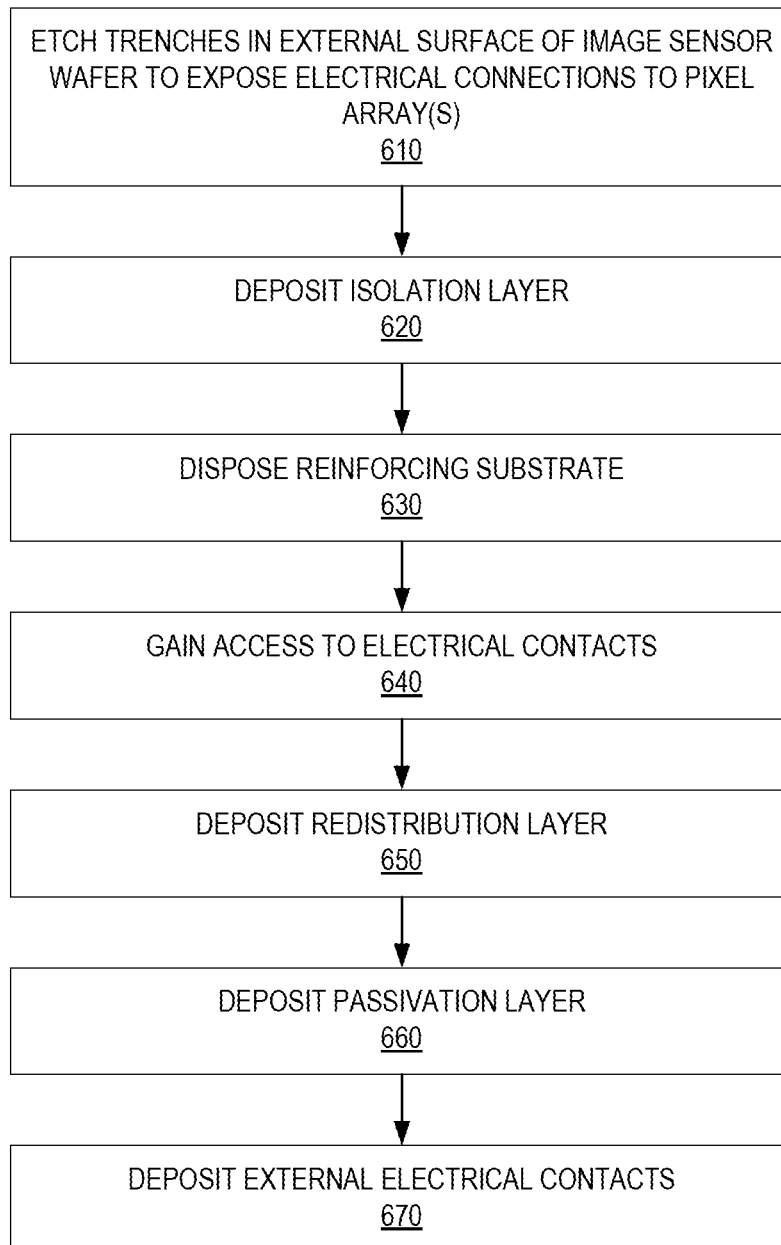 ETCH TRENCHES IN EXTERNAL SURFACE OF IMAGE SENSOR
WAFER TO EXPOSE ELECTRICAL CONNECTIONS TO PIXEL
ARRAY(S)
610
DEPOSIT ISOLATION LAYER
620
DISPOSE REINFORCING SUBSTRATE
630
GAIN ACCESS TO ELECTRICAL CONTACTS
640
DEPOSIT REDISTRIBUTION LAYER
650
DEPOSIT PASSIVATION LAYER
660
DEPOSIT EXTERNAL ELECTRICAL CONTACTS
670